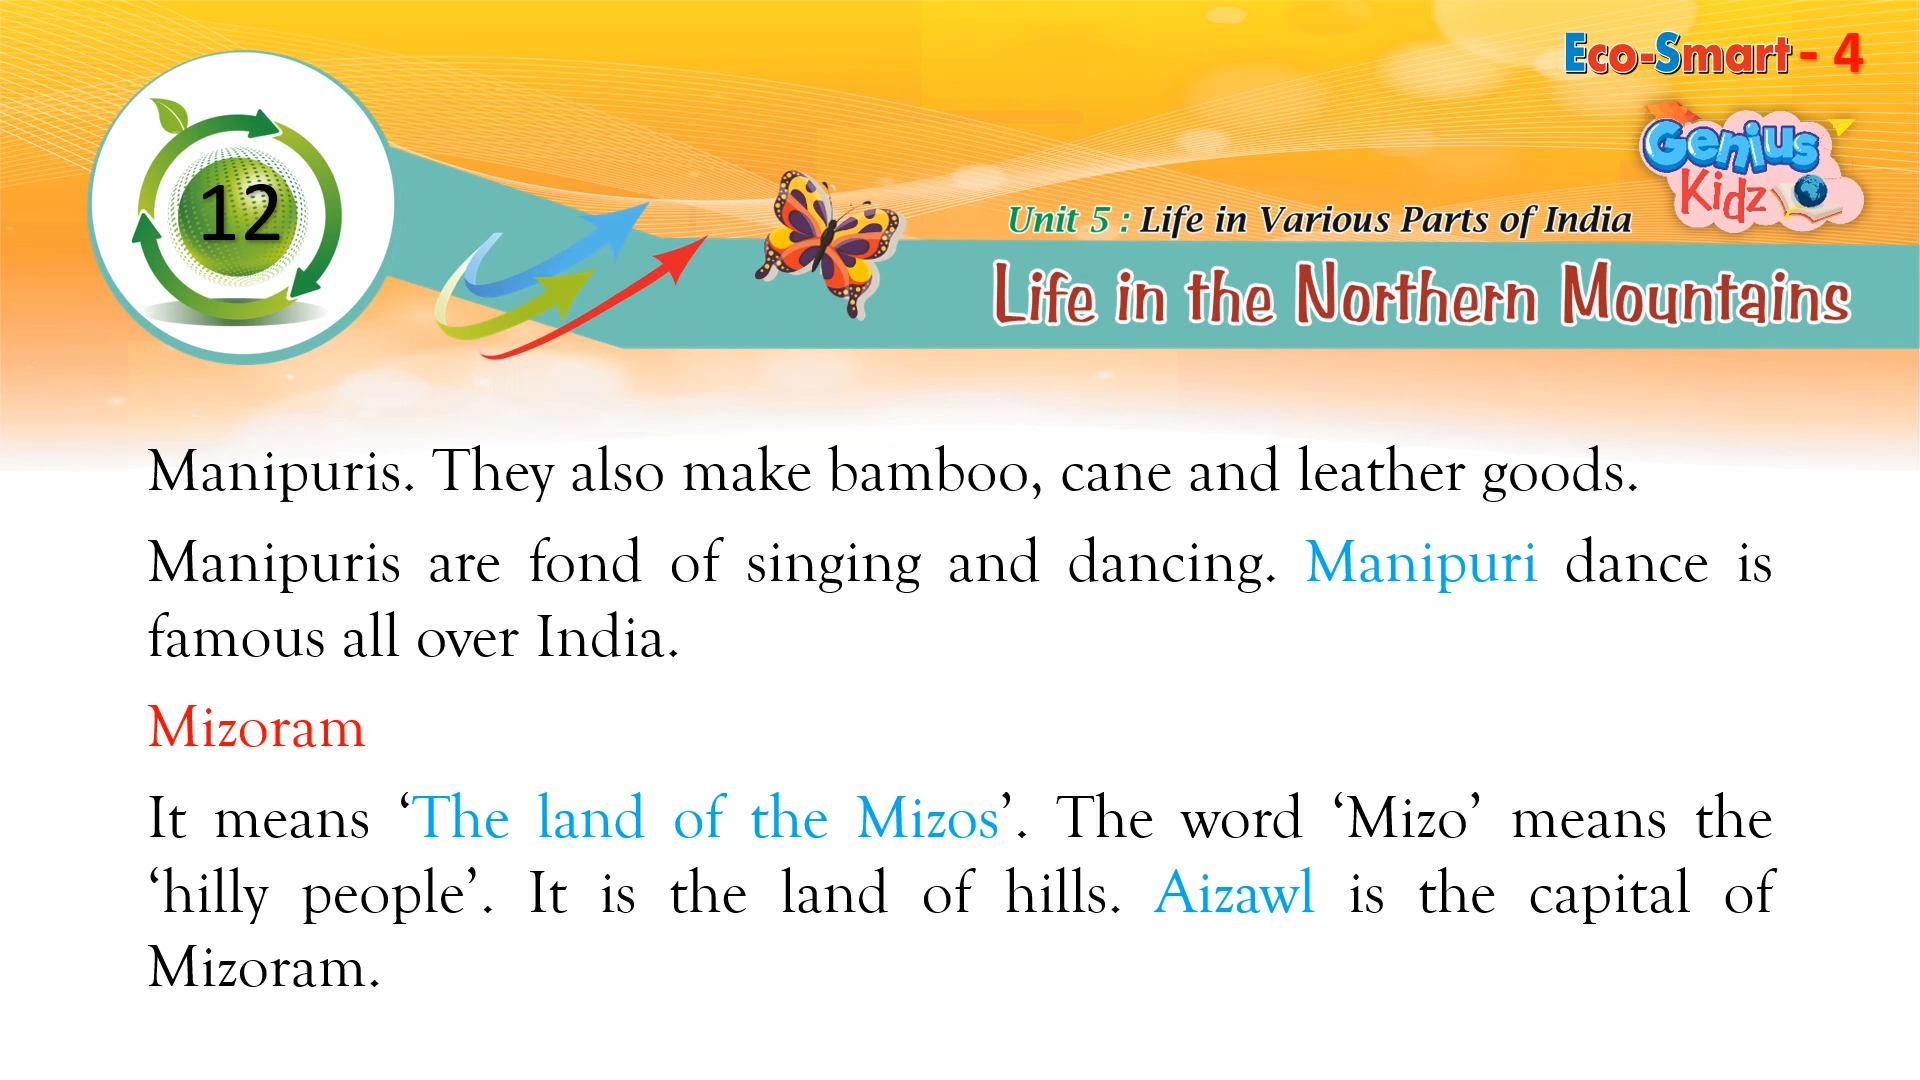 Eco-Smart - 4
Genius
Kidz
12
Unit 5 : Life in Various Parts of India
Life in the Northern Mountains
Manipuris. They also make bamboo, cane and leather goods.
Manipuris are fond of singing and dancing. Manipuri dance is
famous all over India.
Mizoram
It means ‘The land of the Mizos’. The word ‘Mizo’ means the
‘hilly people’. It is the land of hills. Aizawl is the capital of
Mizoram.